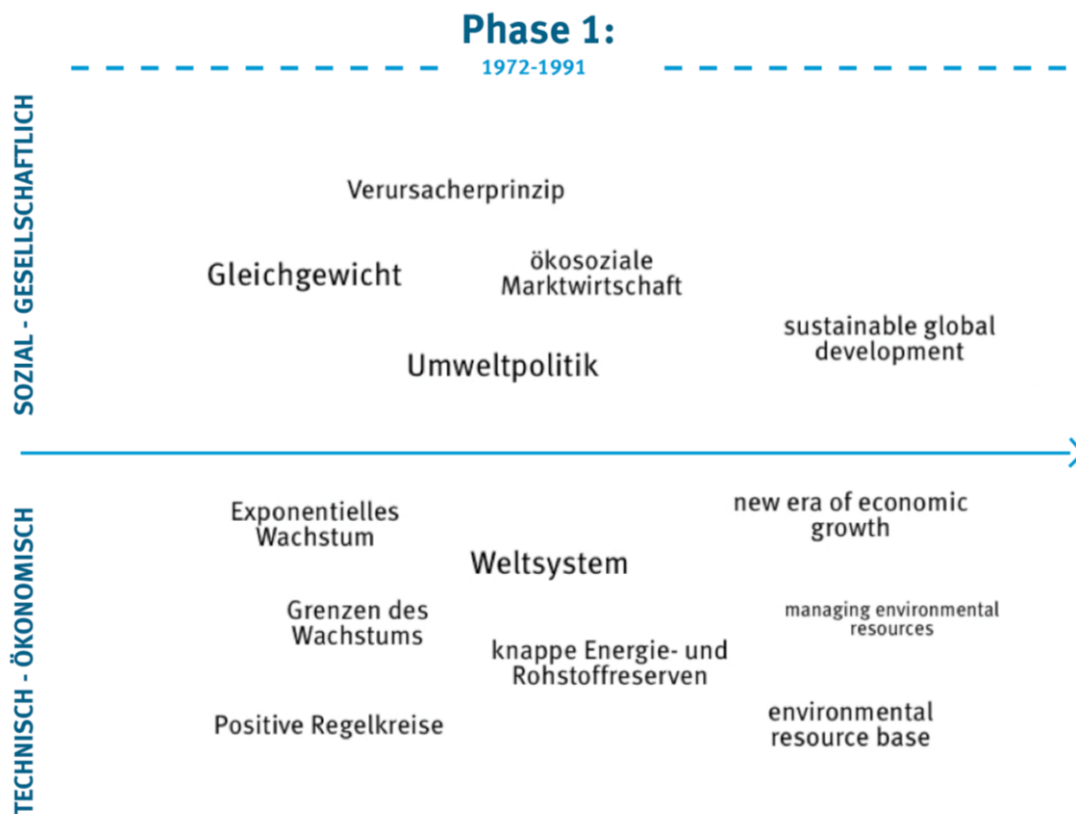 Phase 1:
1972-1991
SOZIAL - GESELLSCHAFTLICH
Verursacherprinzip
Gleichgewicht
ökosoziale
Marktwirtschaft
sustainable global
development
Umweltpolitik
TECHNISCH - ÖKONOMISCH
Exponentielles
Wachstum
new era of economic
growth
Weltsystem
Grenzen des
Wachstums
managing environmental
resources
knappe Energie- und
Rohstoffreserven
Positive Regelkreise
environmental
resource base